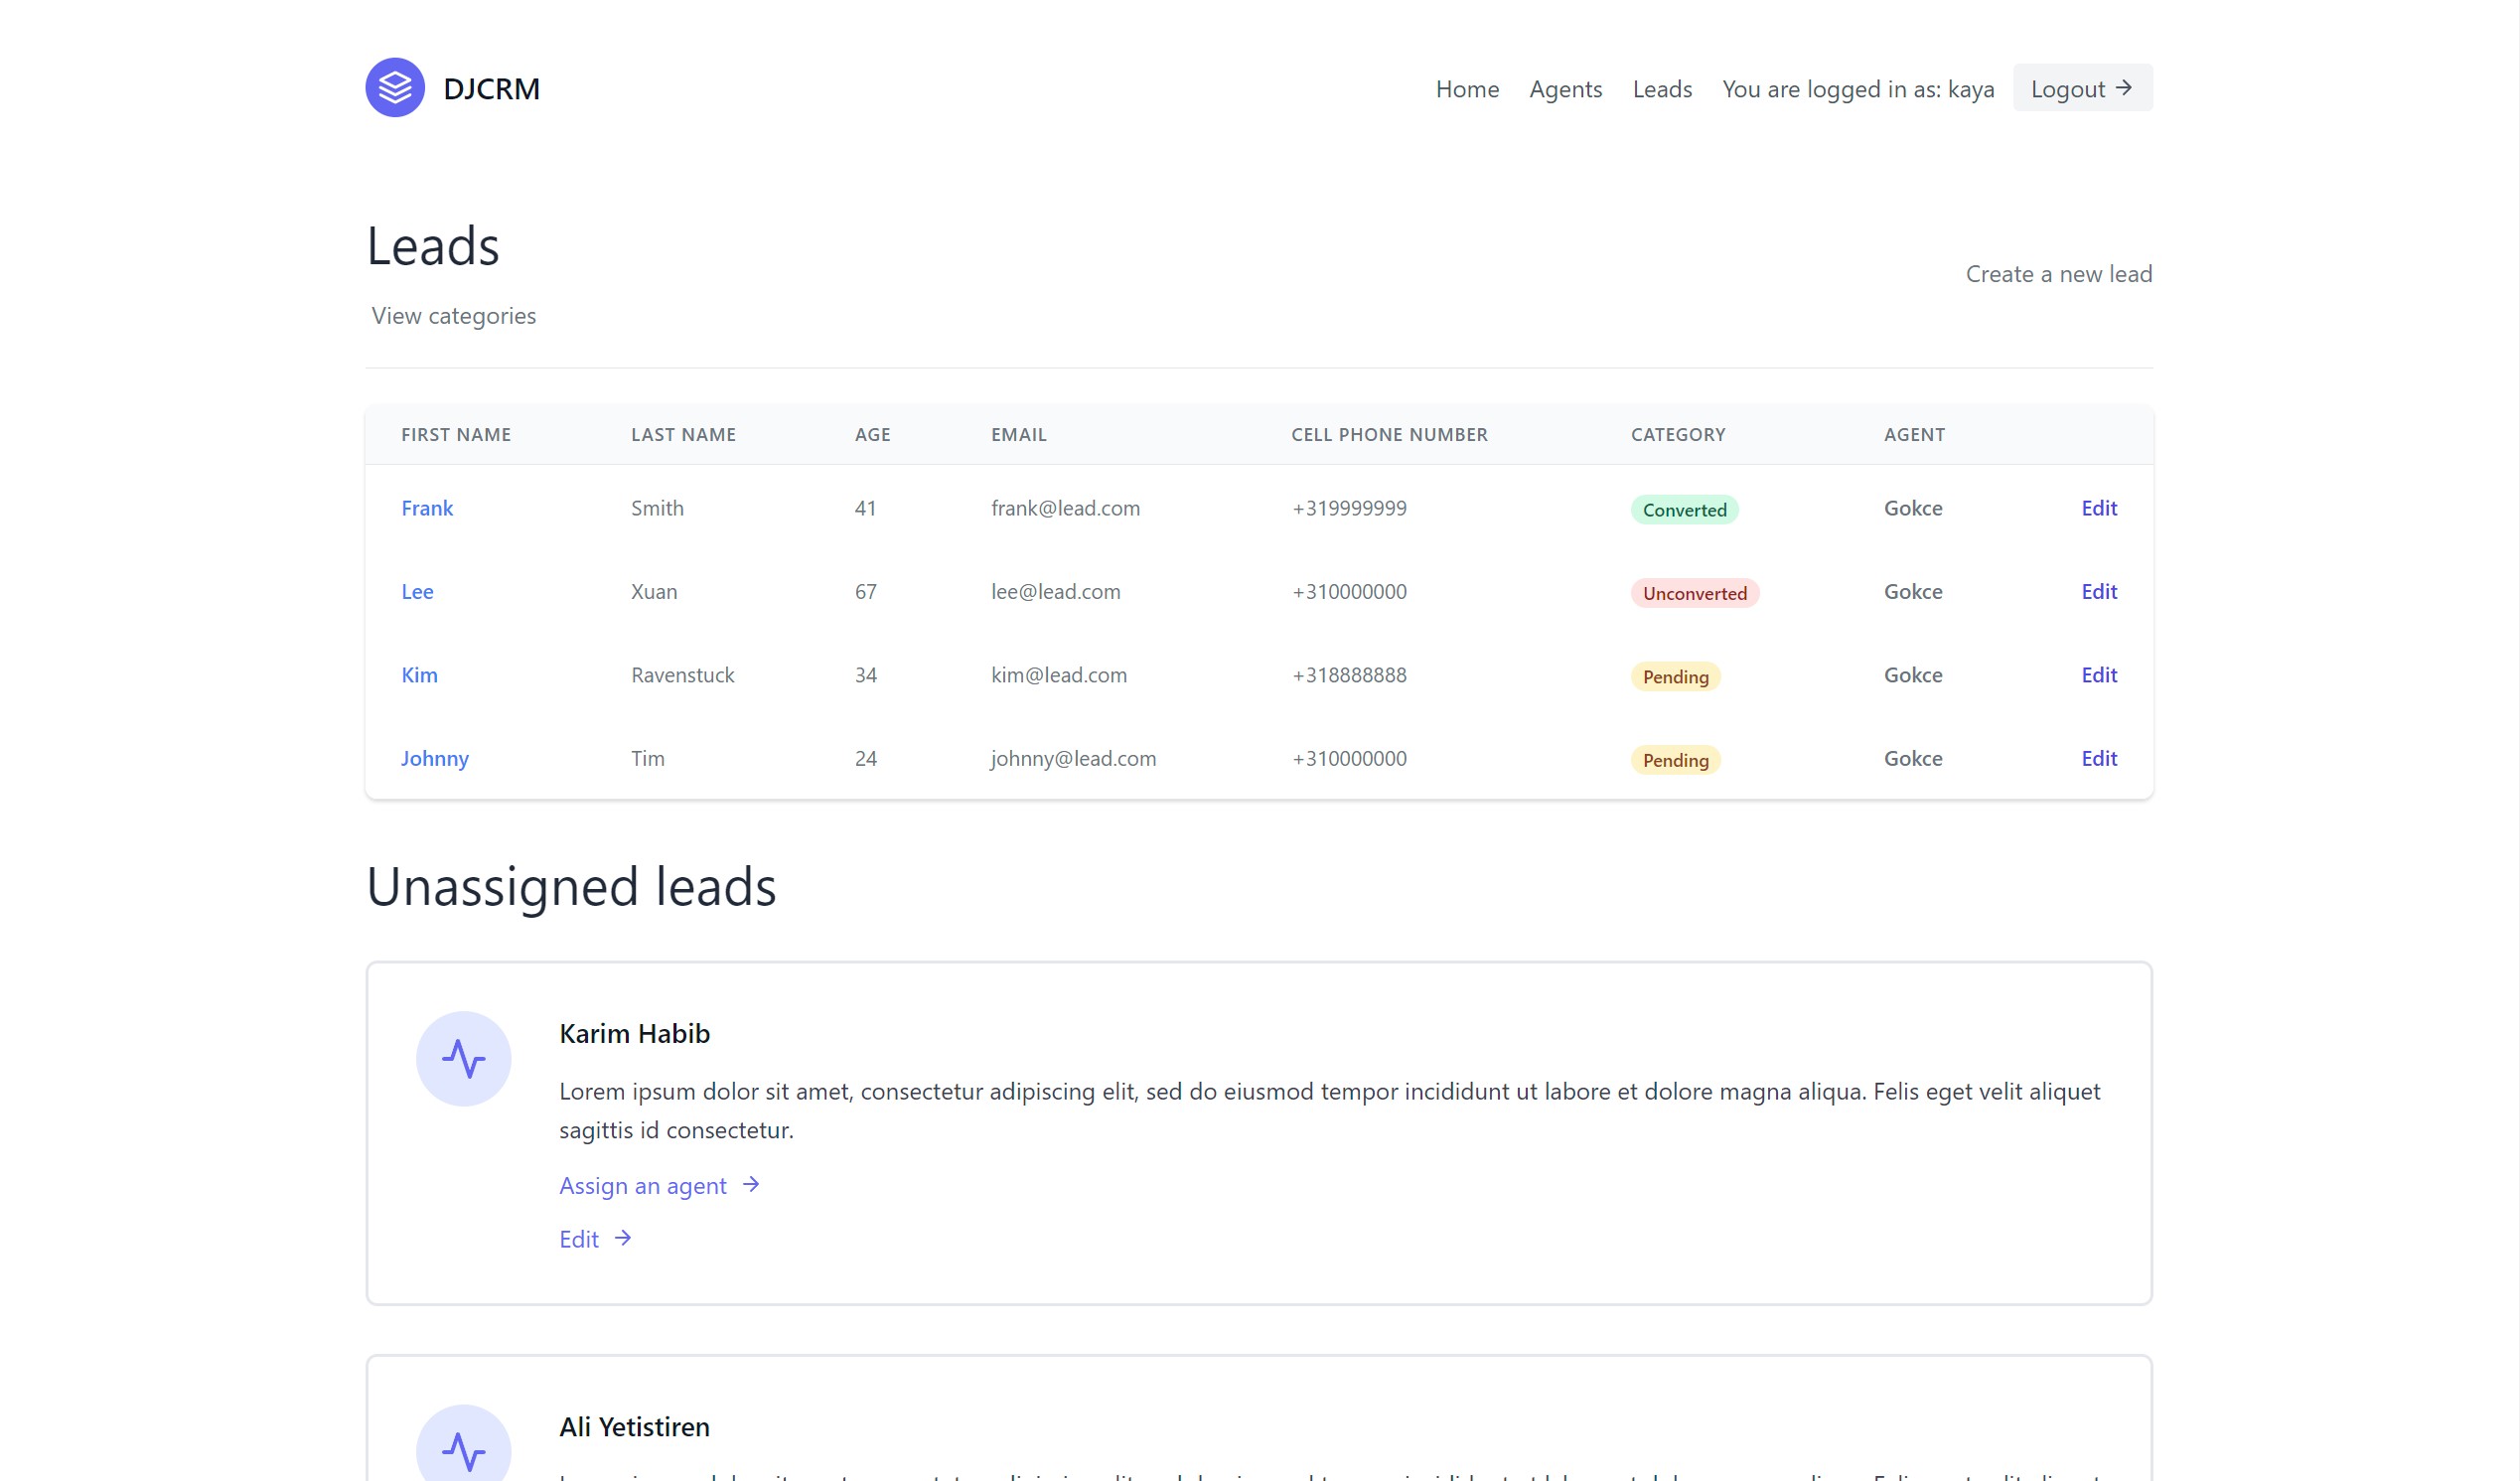 DJCRM
Home Agents Leads You are logged in as: kaya Logout →
Leads
Create a new lead
View categories
FIRST NAME LAST NAME AGE EMAIL CELL PHONE NUMBER CATEGORY AGENT
Frank Smith 41 frank@lead.com +319999999 Converted Gokce Edit
Lee Xuan 67 lee@lead.com +310000000 Unconverted Gokce Edit
Kim Ravenstuck 34 kim@lead.com +318888888 Pending Gokce Edit
Johnny Tim 24 johnny@lead.com +310000000 Pending Gokce Edit
Unassigned leads
Karim Habib
Lorem ipsum dolor sit amet, consectetur adipiscing elit, sed do eiusmod tempor incididunt ut labore et dolore magna aliqua. Felis eget velit aliquet
sagittis id consectetur.
Assign an agent →
Edit →
Ali Yetistiren